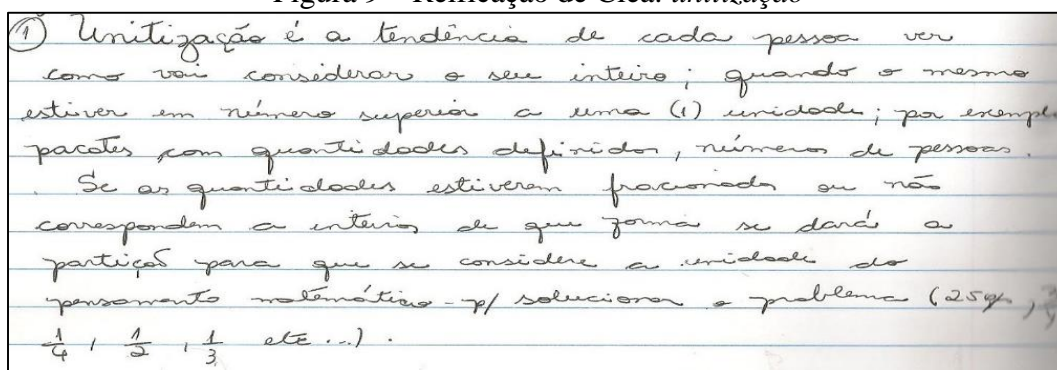 Figura 9 – Reificação de Cica: unitização
① Unitização é a tendência de cada pessoa ver
como vai considerar o seu inteiro; quando o mesmo
estiver em número superior a uma (1) unidade; por exemplo
pacotes com quantidades definidas, números de pessoas.
. Se as quantidades estiverem fracionadas ou não
correspondem a inteiros de que forma se dará a
partição para que se considere a unidade do
pensamento matemático - p/ solucionar o problema (25%,
1/4, 1/2, 1/3 etc...).